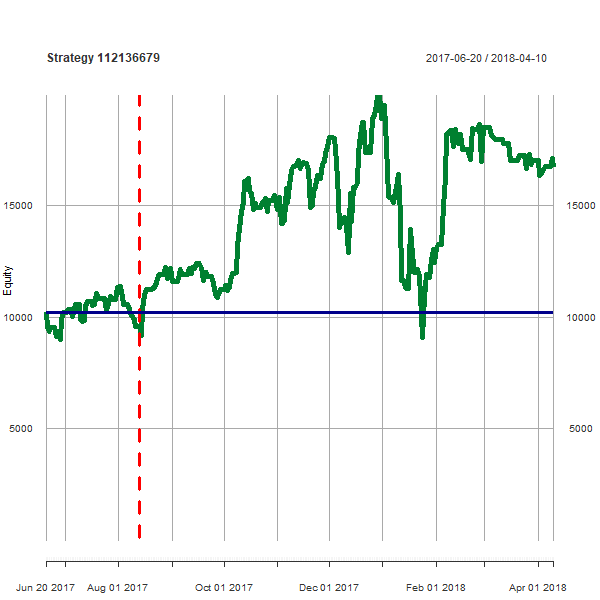 Strategy 112136679
2017-06-20 / 2018-04-10
15000
15000
Equity
10000
10000
5000
5000
Jun 20 2017
Aug 01 2017
Oct 01 2017
Dec 01 2017
Feb 01 2018
Apr 01 2018